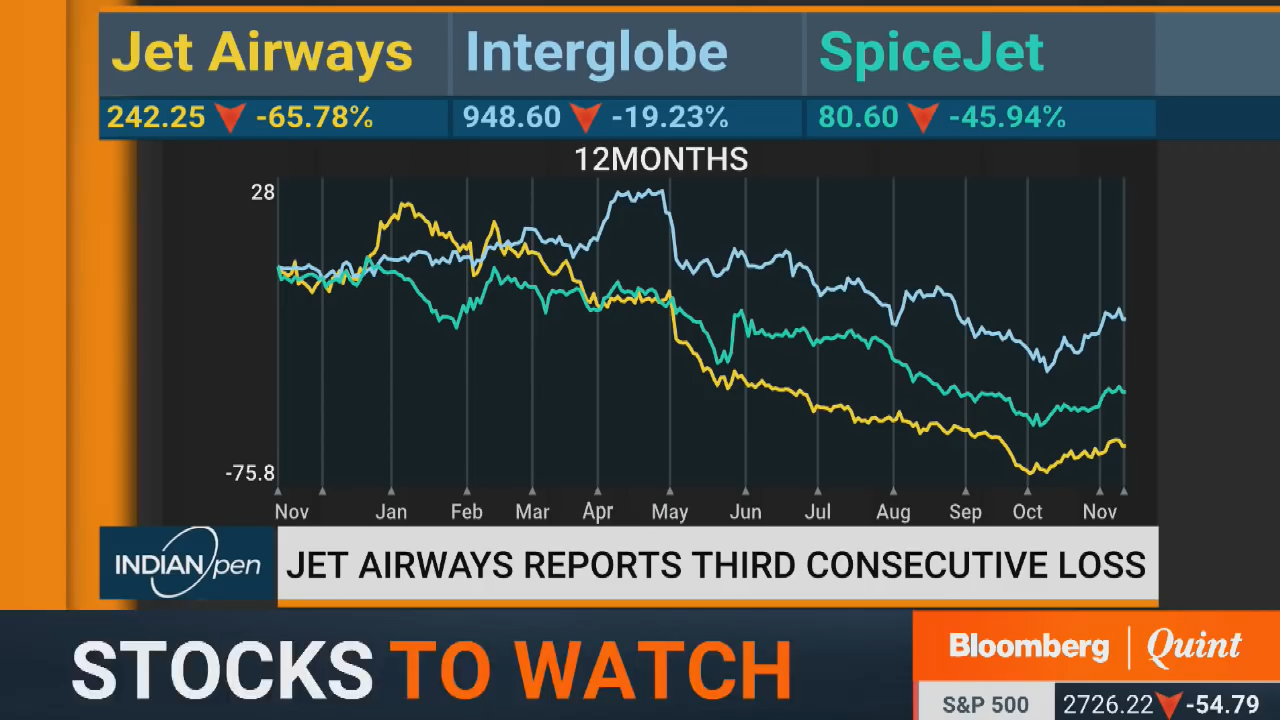 Jet Airways Interglobe SpiceJet
242.25 -65.78% 948.60 -19.23% 80.60 -45.94%
12MONTHS
28
-75.8
Nov Jan Feb Mar Apr May Jun Jul Aug Sep Oct Nov
INDIAN pen
JET AIRWAYS REPORTS THIRD CONSECUTIVE LOSS
STOCKS TO WATCH
Bloomberg | Quint
S&P 500 2726.22 -54.79